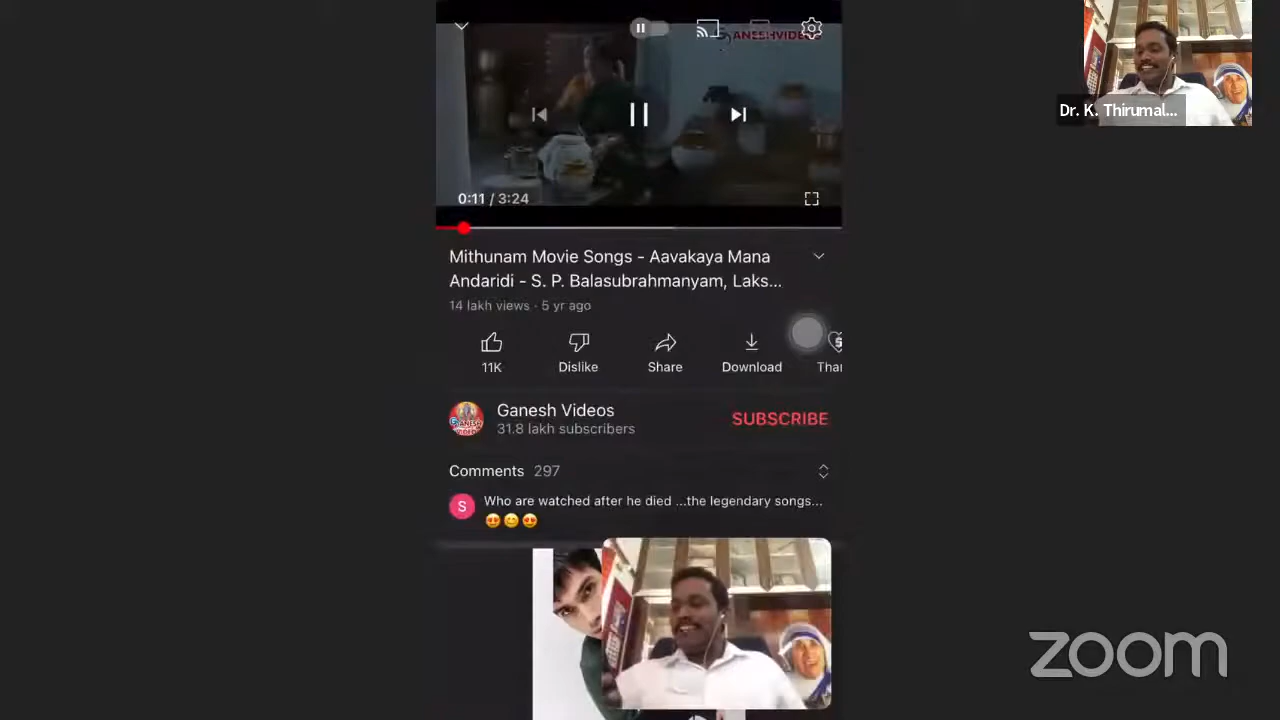 ANESHVIDEOS
Dr. K. Thirumal...
0:11 / 3:24
Mithunam Movie Songs - Aavakaya Mana
Andaridi - S. P. Balasubrahmanyam, Laks...
14 lakh views · 5 yr ago
11K
Dislike
Share
Download
Than
Ganesh Videos
31.8 lakh subscribers
SUBSCRIBE
Comments 297
S
Who are watched after he died ...the legendary songs...
😍😊😍
zoom